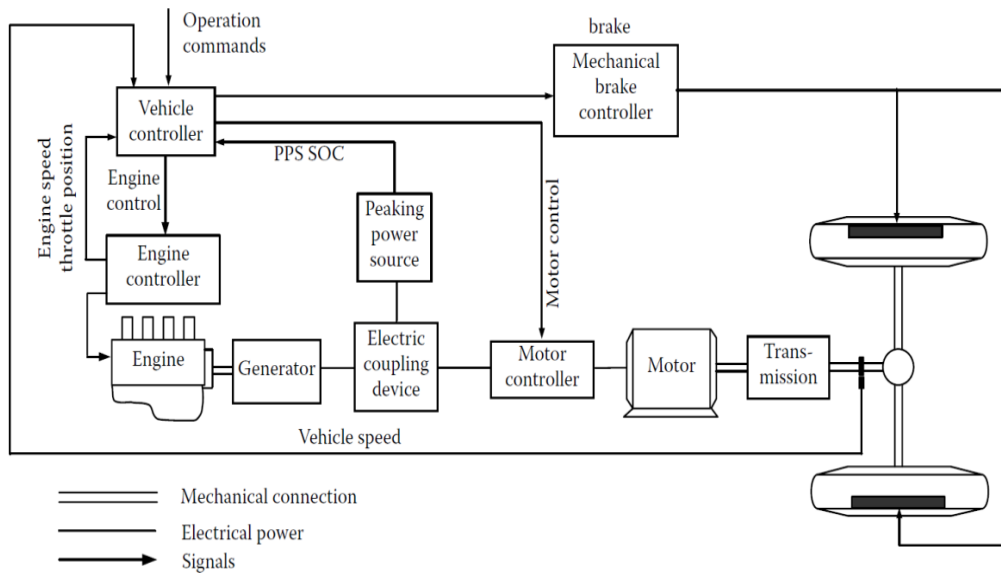 Operation
commands
brake
Mechanical
brake
controller
Vehicle
controller
PPS SOC
Engine speed
throttle position
Engine
control
Peaking
power
source
Motor control
Engine
controller
Engine
Generator
Electric
coupling
device
Motor
controller
Motor
Trans-
mission
Vehicle speed
Mechanical connection
Electrical power
Signals